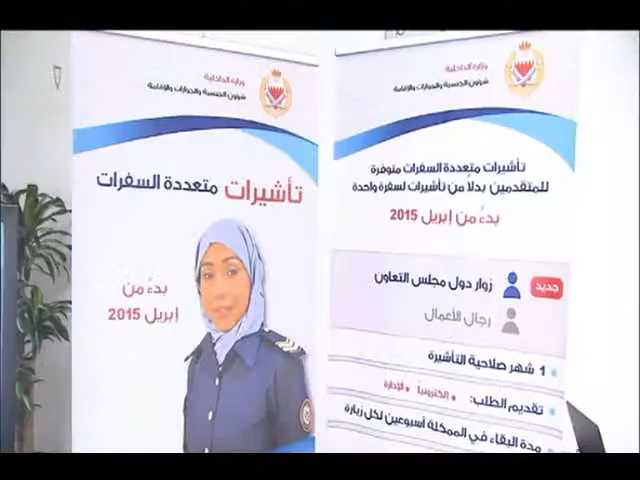 وزارة الداخلية
شؤون الجنسية والجوازات والإقامة
تأشيرات متعددة السفرات
بدءً من
إبريل 2015
وزارة الداخلية
شؤون الجنسية والجوازات والإقامة
تأشيرات متعددة السفرات متوفرة
للمتقدمين بدلاً من تأشيرات لسفرة واحدة
بدءً من إبريل 2015
جديد
زوار دول مجلس التعاون
رجال الأعمال
1 شهر صلاحية التأشيرة
تقديم الطلب: • إلكترونياً • الإدارة
مدة البقاء في المملكة أسبوعين لكل زيارة